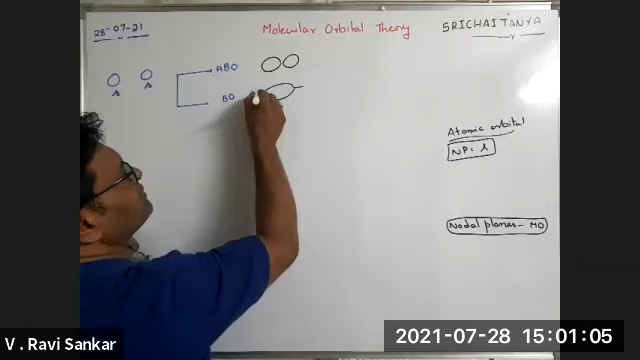 28-07-21
Molecular Orbital Theory
SRICHAITANYA
ABO
s s
BO
Atomic orbital
NP = l
Nodal planes - MO
V . Ravi Sankar
2021-07-28 15:01:05